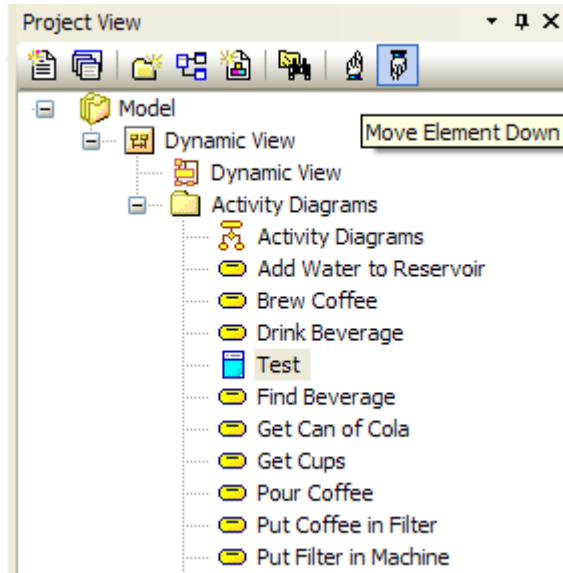 Project View
Model
Move Element Down
Dynamic View
Dynamic View
Activity Diagrams
Activity Diagrams
Add Water to Reservoir
Brew Coffee
Drink Beverage
Test
Find Beverage
Get Can of Cola
Get Cups
Pour Coffee
Put Coffee in Filter
Put Filter in Machine